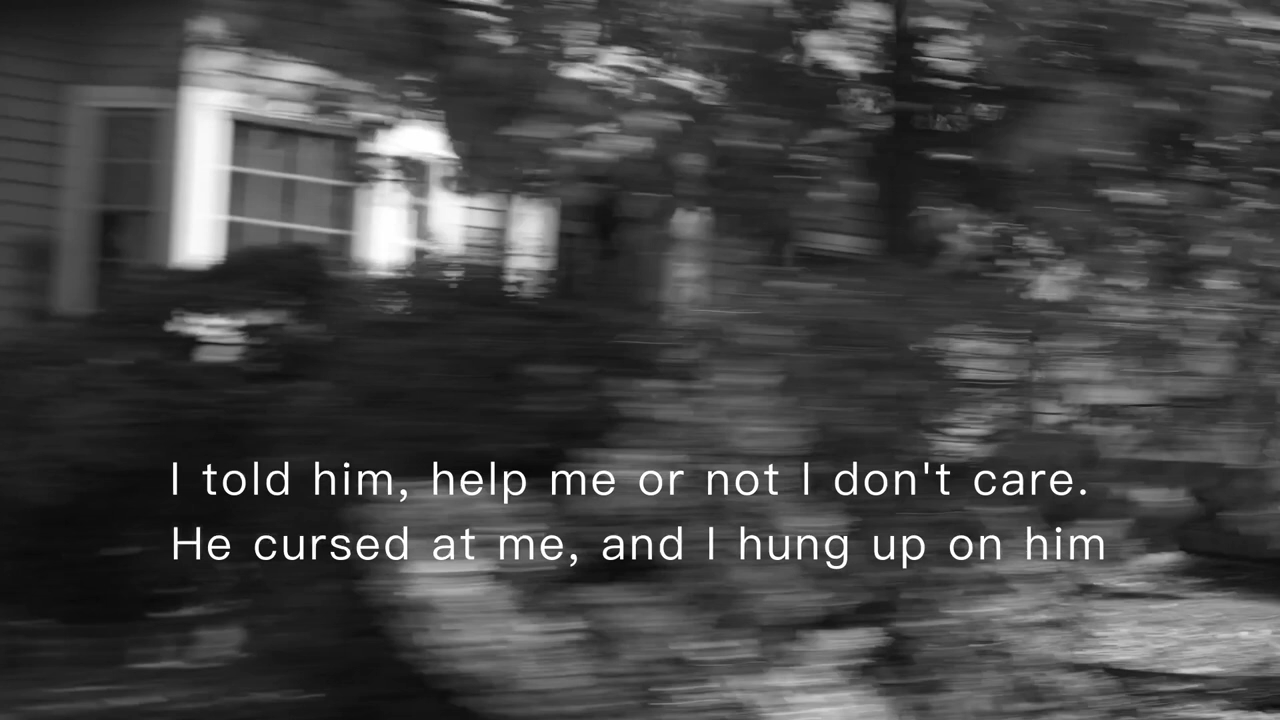 I told him, help me or not I don't care.
He cursed at me, and I hung up on him